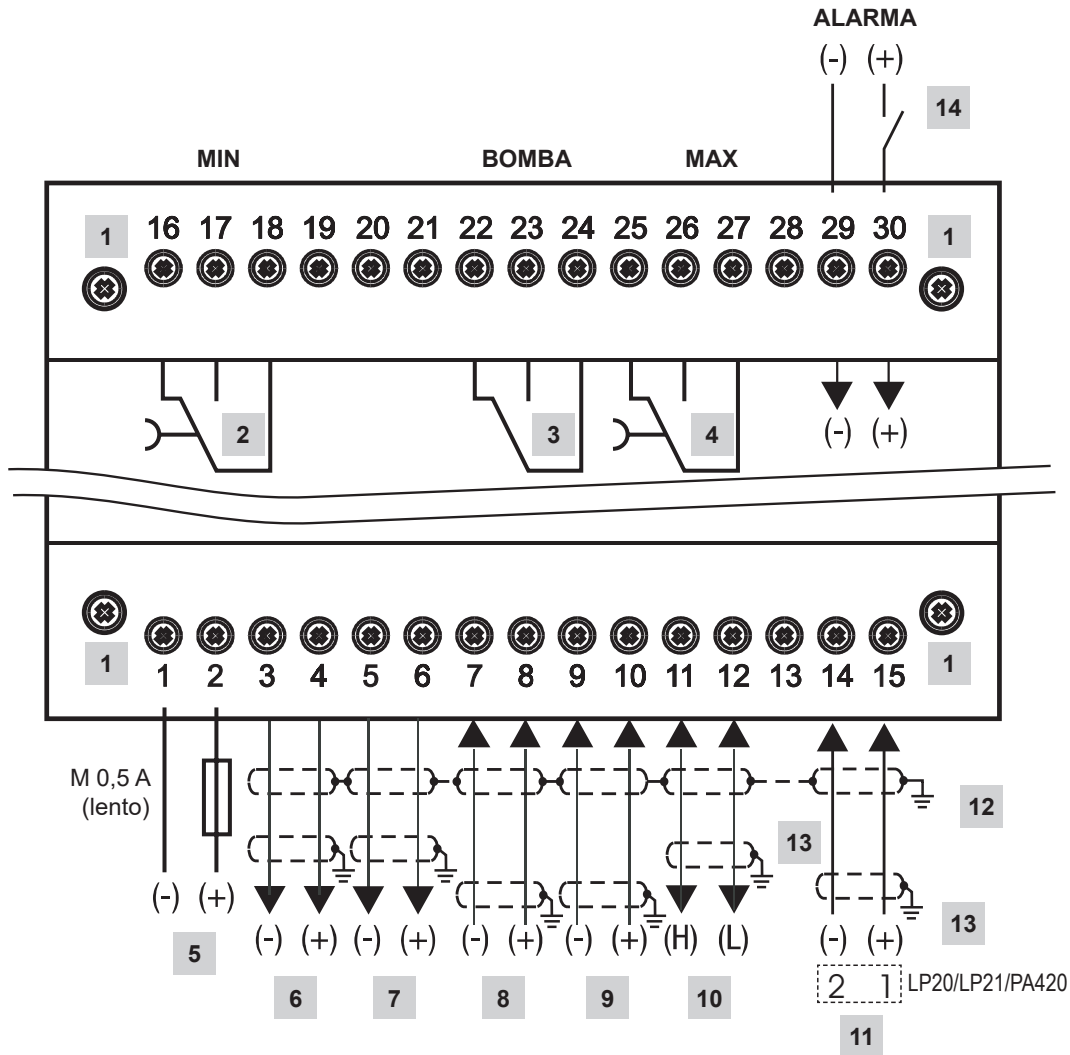 ALARMA
(-) (+)
14
MIN BOMBA MAX
1 16 17 18 19 20 21 22 23 24 25 26 27 28 29 30 1
2 3 4 (-) (+)
1 1 2 3 4 5 6 7 8 9 10 11 12 13 14 15 1
M 0,5 A
(lento)
12
13
(-) (+)
5
(-) (+) (-) (+) (-) (+) (-) (+) (H) (L) (-) (+)
13
6 7 8 9 10
2 1 LP20/LP21/PA420
11